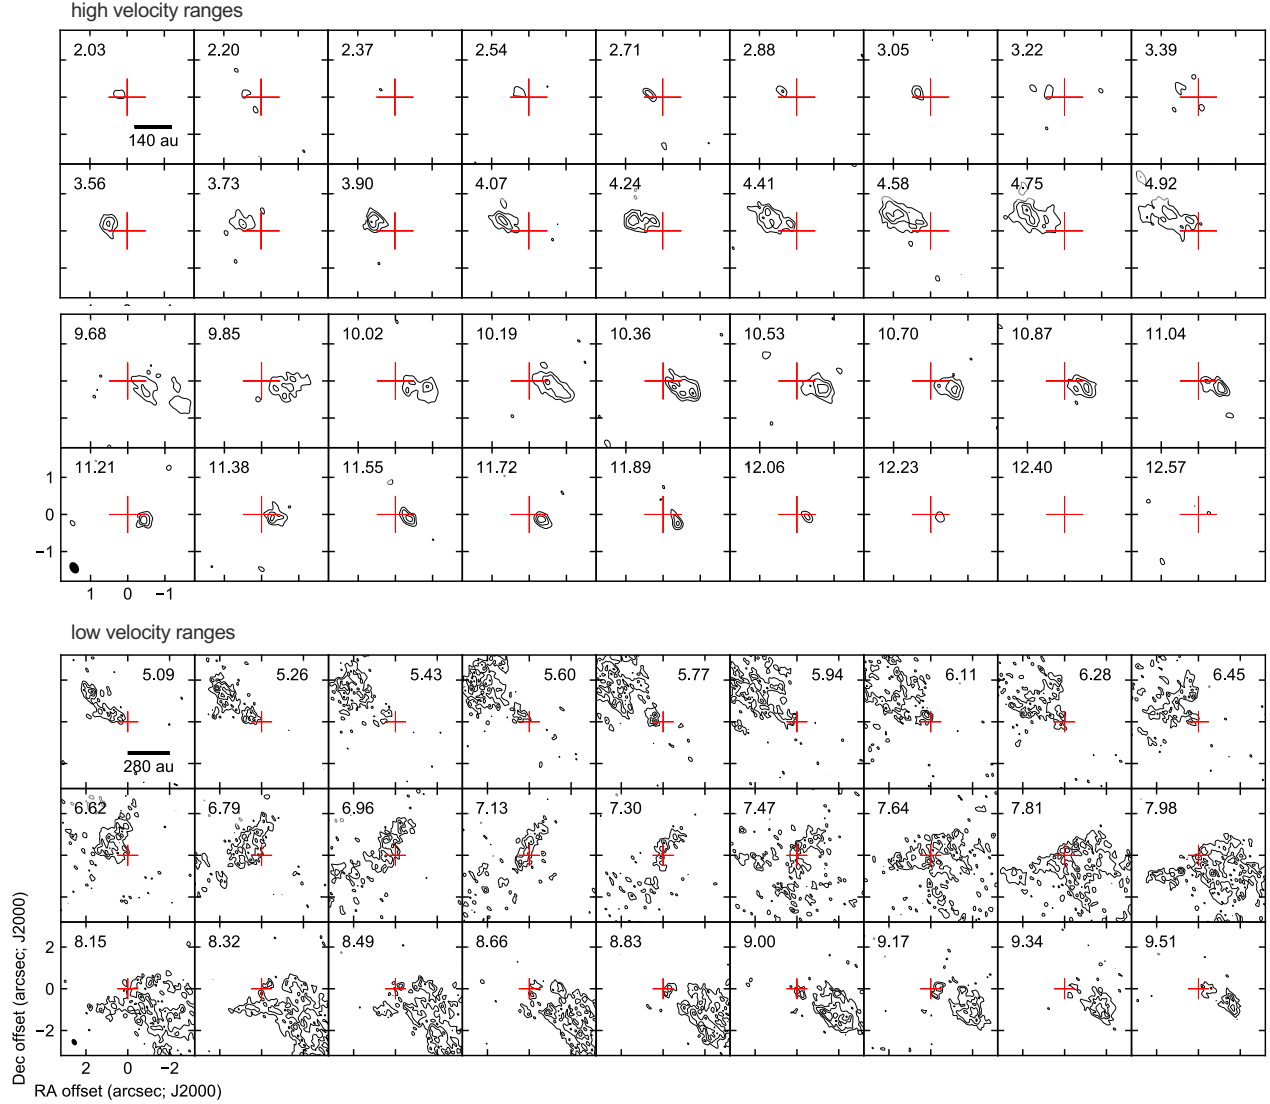 high velocity ranges
2.03 2.20 2.37 2.54 2.71 2.88 3.05 3.22 3.39
140 au
3.56 3.73 3.90 4.07 4.24 4.41 4.58 4.75 4.92
9.68 9.85 10.02 10.19 10.36 10.53 10.70 10.87 11.04
11.21 11.38 11.55 11.72 11.89 12.06 12.23 12.40 12.57
1
0
−1
1 0 −1
low velocity ranges
5.09 5.26 5.43 5.60 5.77 5.94 6.11 6.28 6.45
280 au
6.62 6.79 6.96 7.13 7.30 7.47 7.64 7.81 7.98
8.15 8.32 8.49 8.66 8.83 9.00 9.17 9.34 9.51
2
0
−2
2 0 −2
Dec offset (arcsec; J2000)
RA offset (arcsec; J2000)